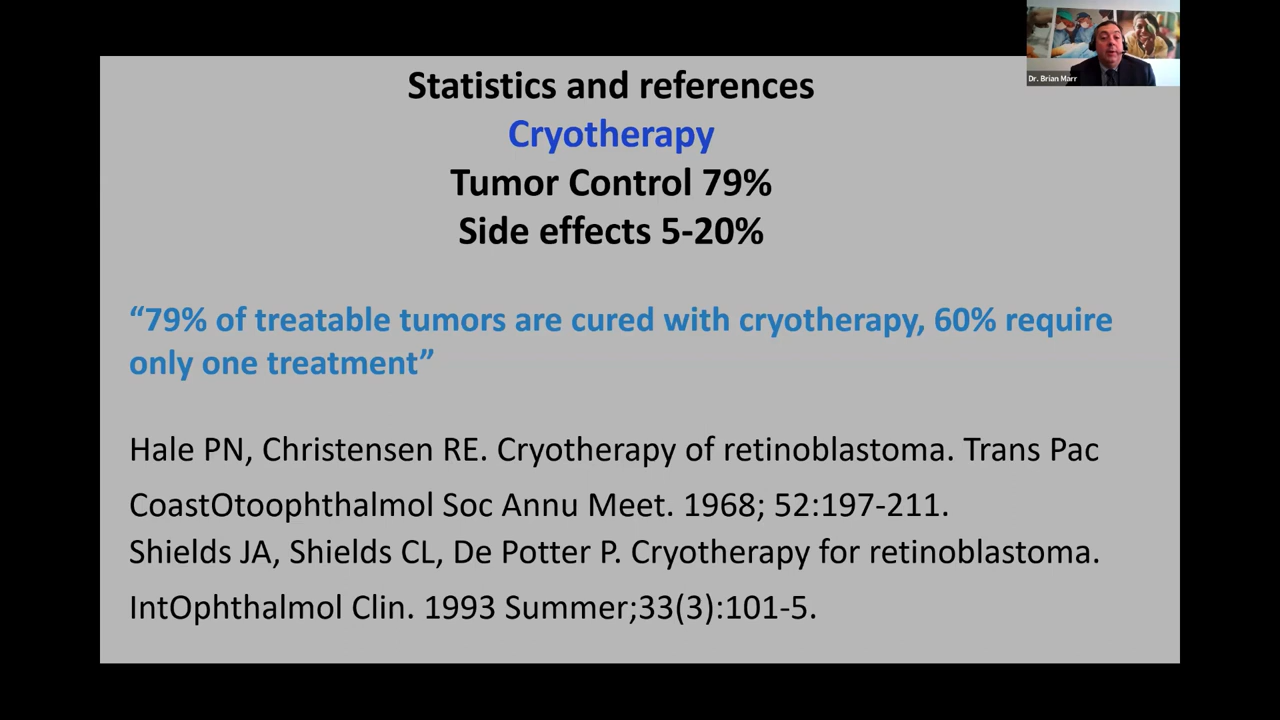 Statistics and references
Cryotherapy
Tumor Control 79%
Side effects 5-20%
“79% of treatable tumors are cured with cryotherapy, 60% require
only one treatment”
Hale PN, Christensen RE. Cryotherapy of retinoblastoma. Trans Pac
CoastOtoophthalmol Soc Annu Meet. 1968; 52:197-211.
Shields JA, Shields CL, De Potter P. Cryotherapy for retinoblastoma.
IntOphthalmol Clin. 1993 Summer;33(3):101-5.
Dr. Brian Marr